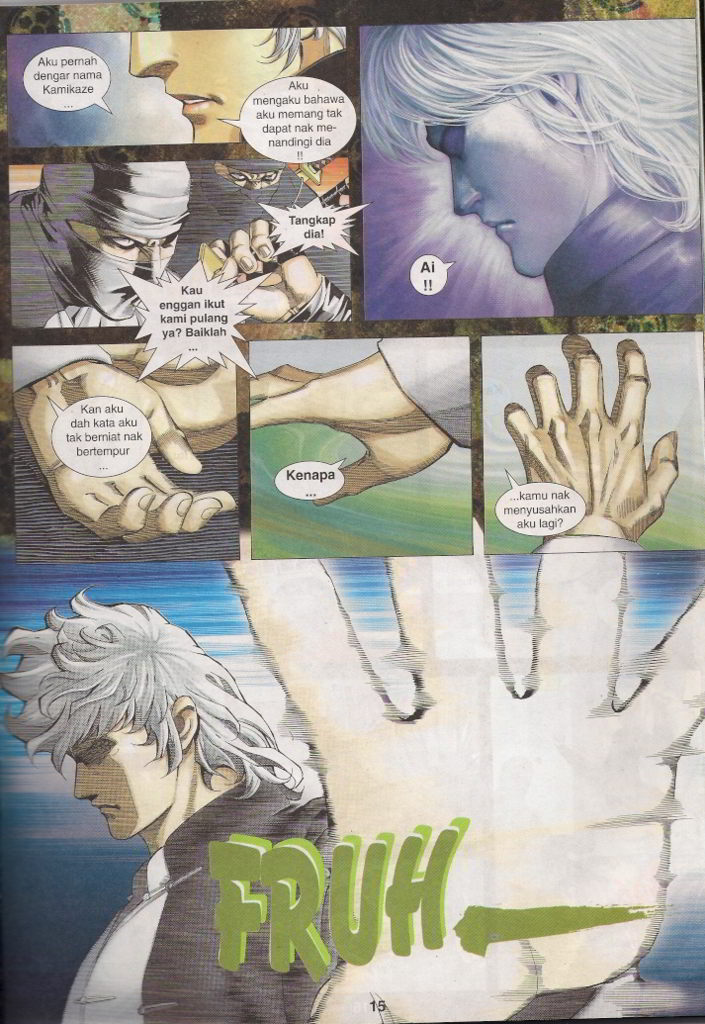 Aku pernah
dengar nama
Kamikaze
...
Aku
mengaku bahawa
aku memang tak
dapat nak me-
nandingi dia
!!
Ai
!!
Tangkap
dia!
Kau
enggan ikut
kami pulang
ya? Baiklah
...
Kan aku
dah kata aku
tak berniat nak
bertempur
...
Kenapa
...
...kamu nak
menyusahkan
aku lagi?
FRUH
15